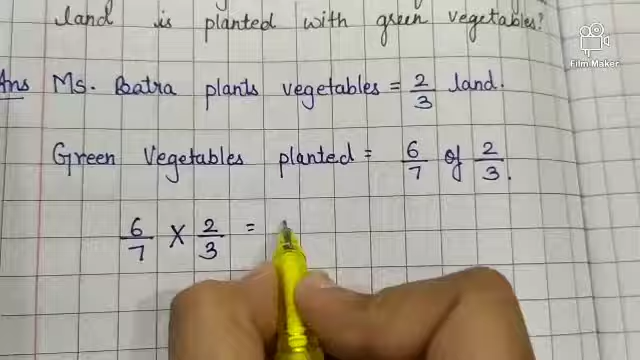 land is planted with green vegetables?
Film Maker
Ans Ms. Batra plants vegetables = 2/3 land.
Green Vegetables planted = 6/7 of 2/3.
6/7 X 2/3 =